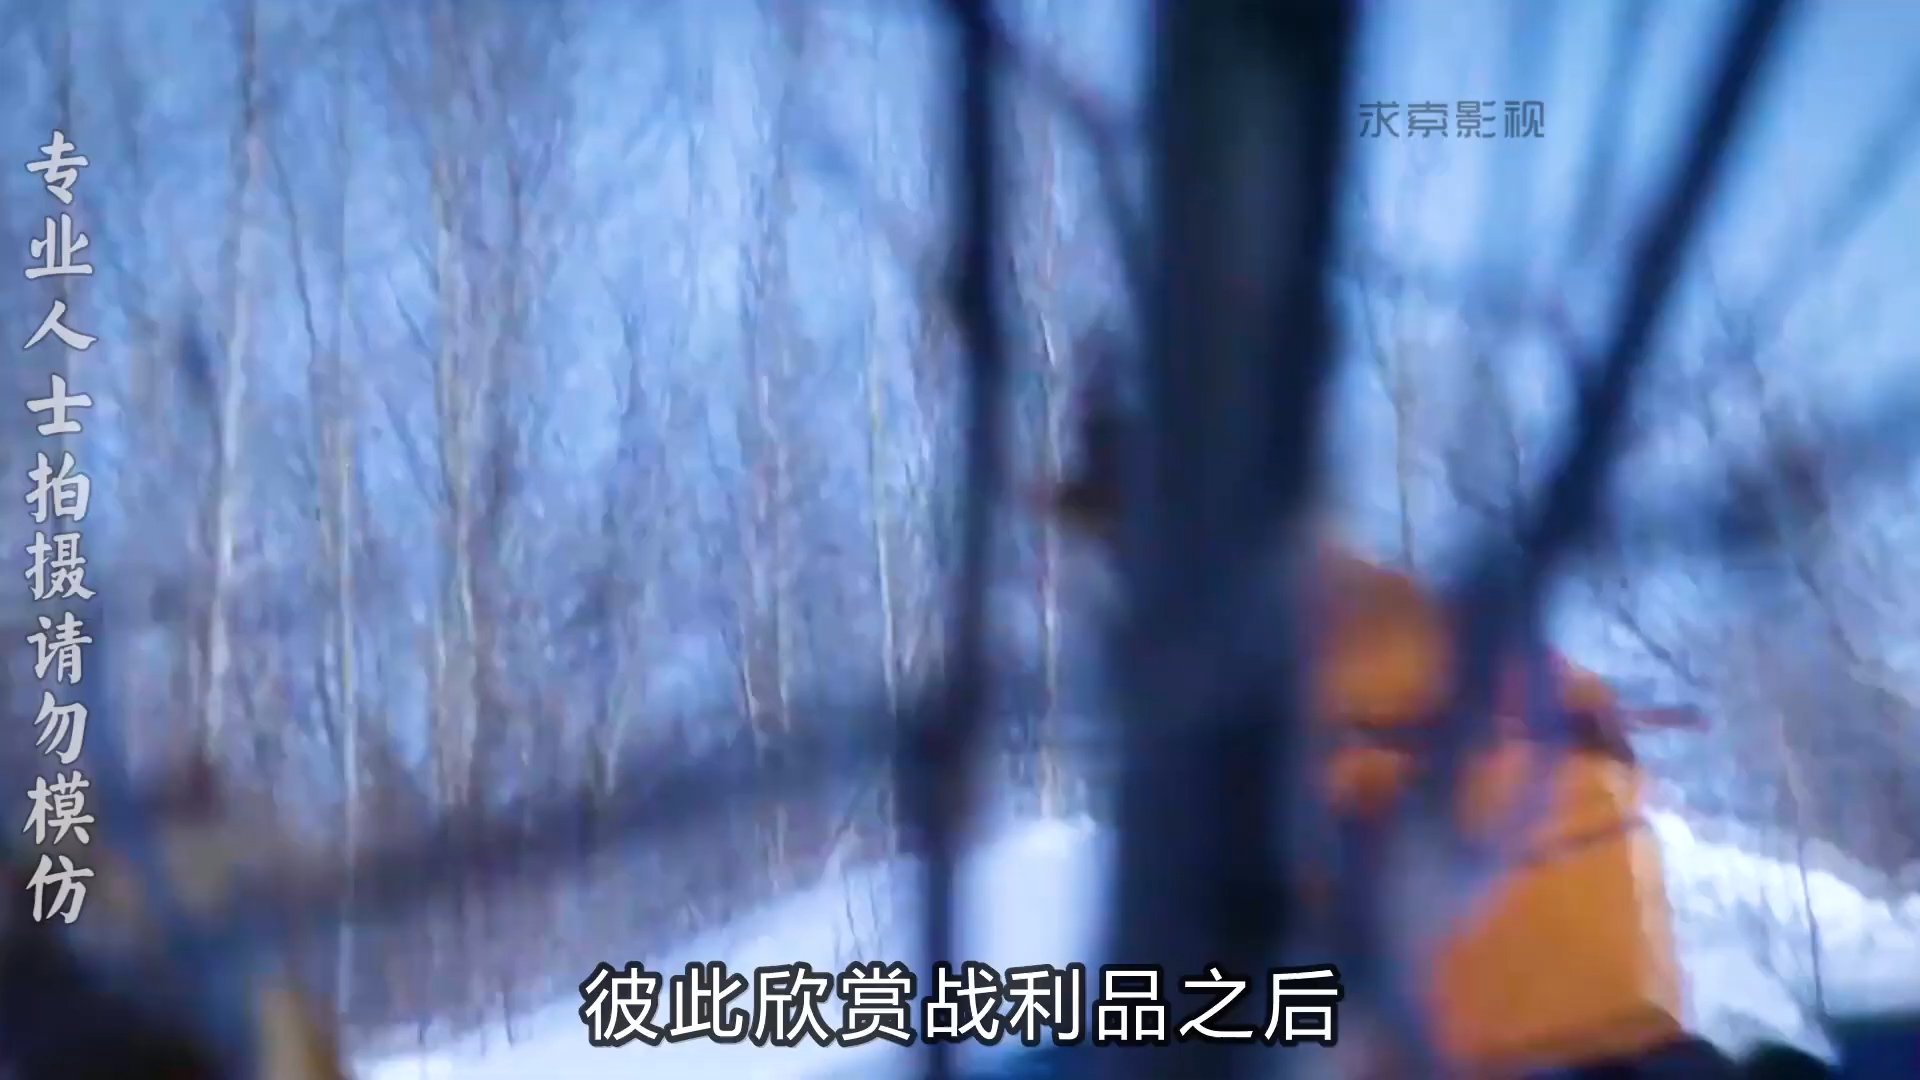 专业人士拍摄请勿模仿
求索影视
彼此欣赏战利品之后